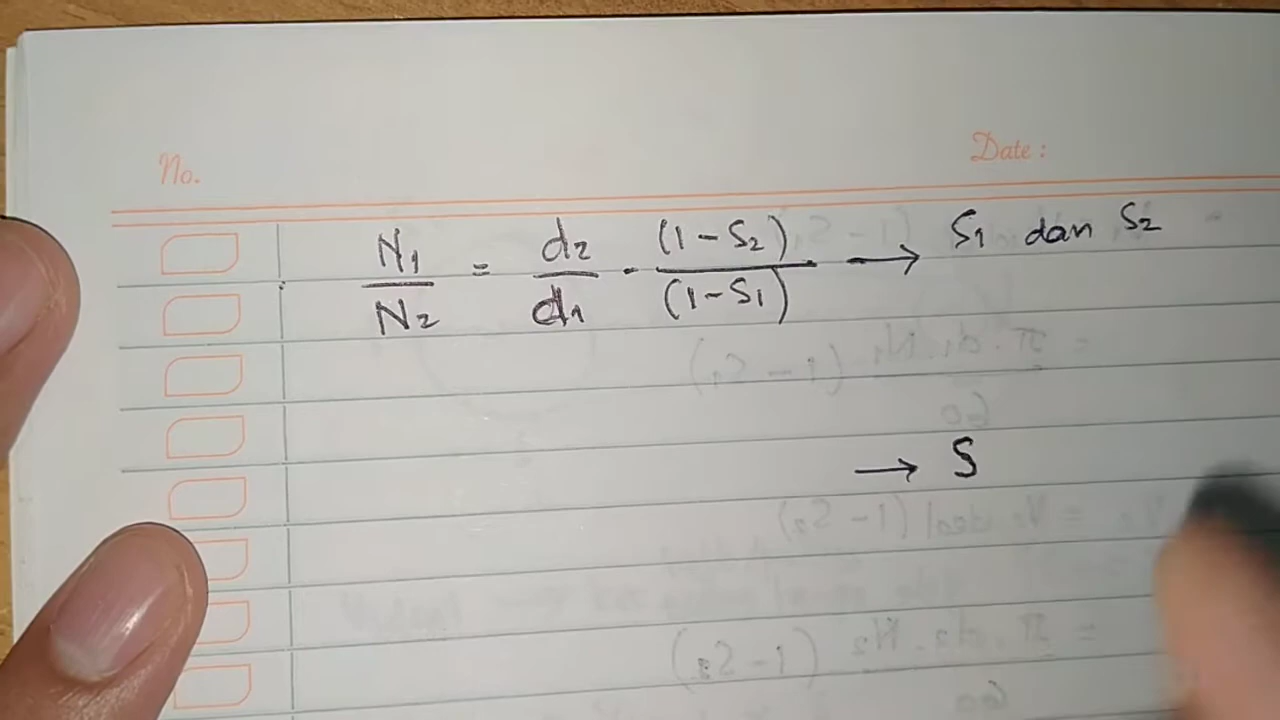 No.
Date :
N1/N2 = d2/d1 · (1-S2)/(1-S1) → S1 dan S2
→ S